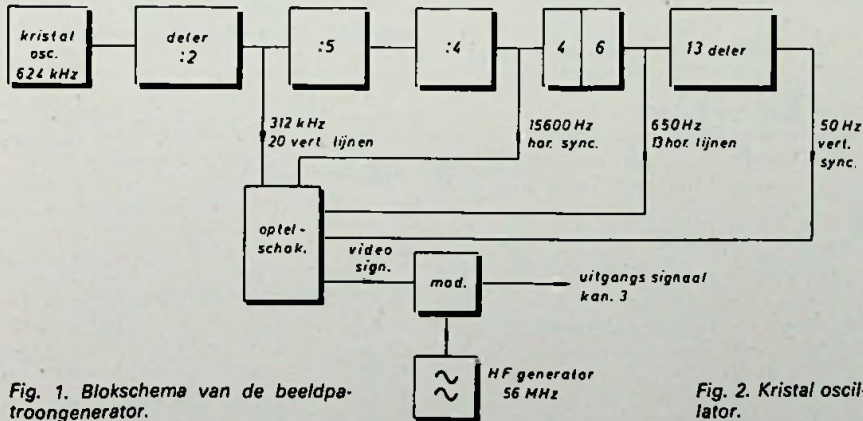 kristal
osc.
624 kHz
deler
:2
:5
:4
4 6
13 deler
312 kHz
20 vert. lijnen
15600 Hz
hor. sync.
650 Hz
13 hor. lijnen
50 Hz
vert.
sync.
optel-
schak.
video
sign.
mod.
uitgangs signaal
kan. 3
HF generator
56 MHz
Fig. 1. Blokschema van de beeldpa-
troongenerator.
Fig. 2. Kristal oscil-
lator.